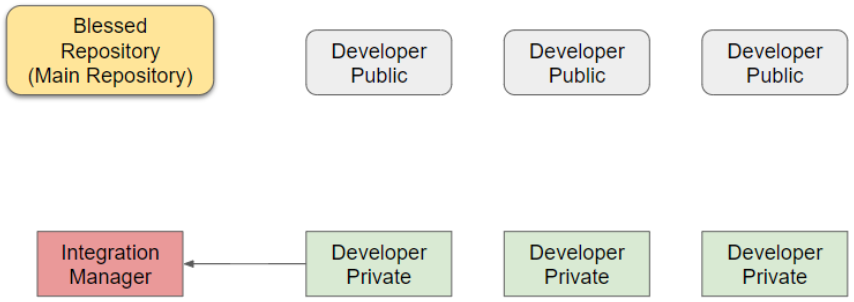 Blessed
Repository
(Main Repository)
Developer
Public
Developer
Public
Developer
Public
Integration
Manager
Developer
Private
Developer
Private
Developer
Private